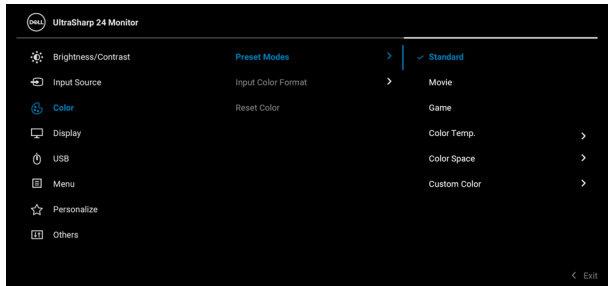 DELL UltraSharp 24 Monitor
Brightness/Contrast Preset Modes Standard
Input Source Input Color Format Movie
Color Reset Color Game
Display Color Temp.
USB Color Space
Menu Custom Color
Personalize
Others
Exit